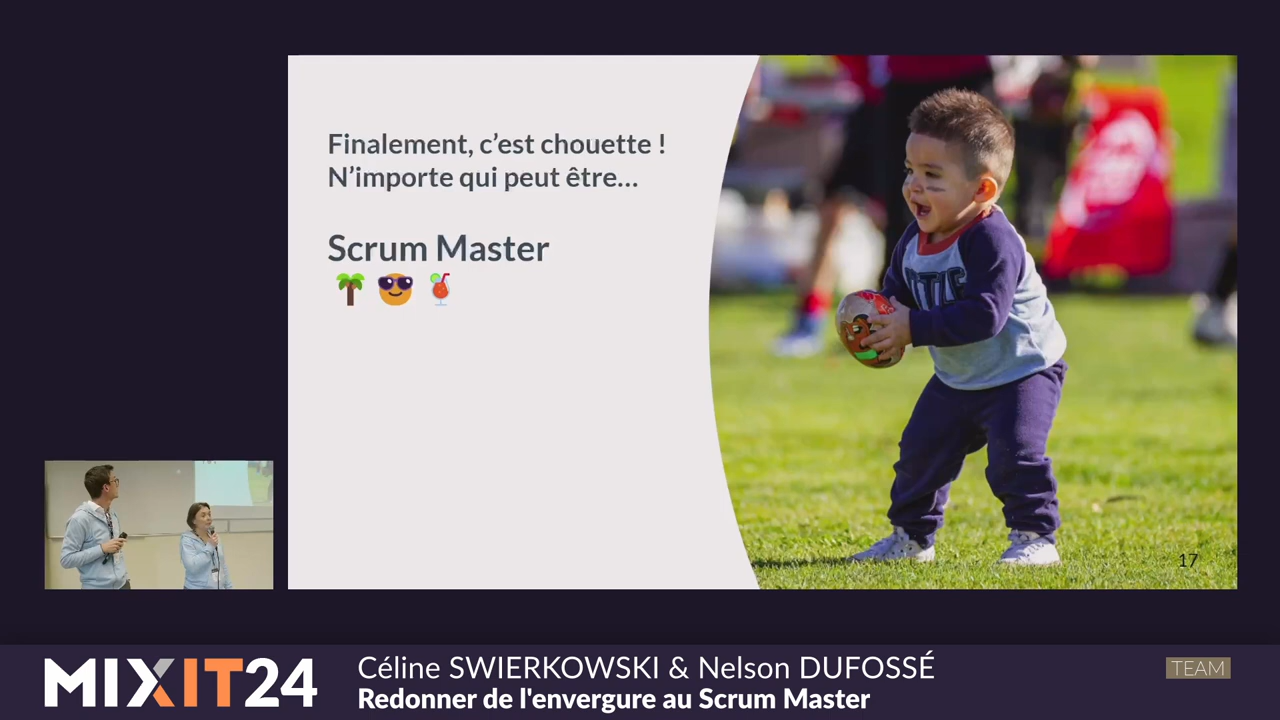 Finalement, c’est chouette !
N’importe qui peut être...
Scrum Master
🌴 😎 🍹
17
MIXIT24
Céline SWIERKOWSKI & Nelson DUFOSSÉ
Redonner de l'envergure au Scrum Master
TEAM